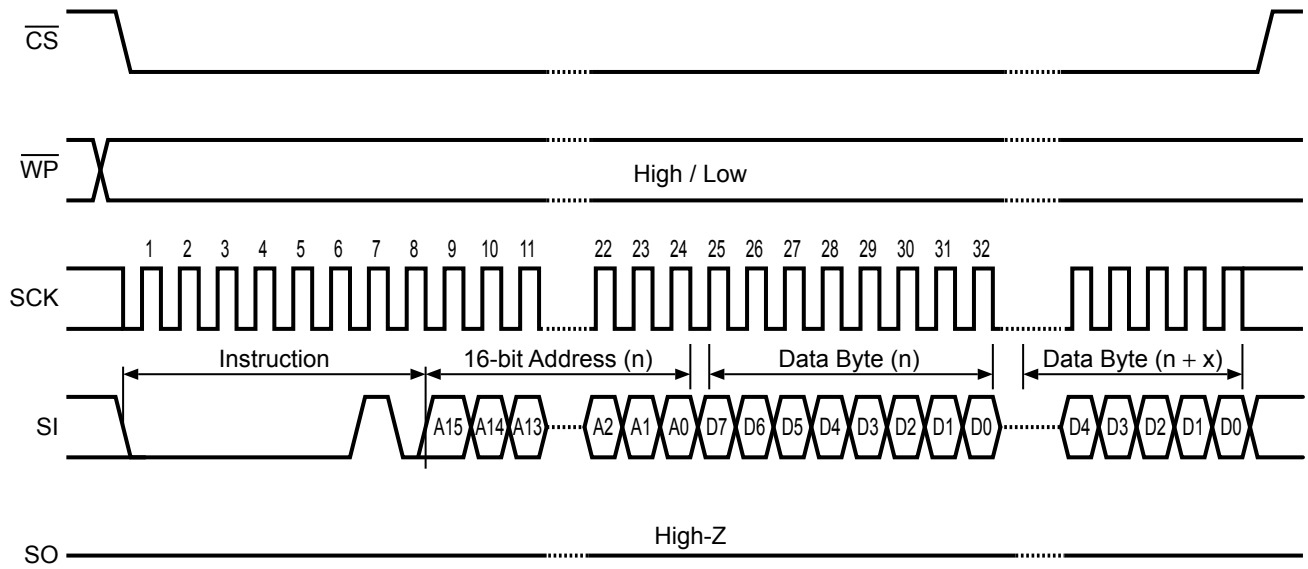 CS
WP
High / Low
1 2 3 4 5 6 7 8 9 10 11 22 23 24 25 26 27 28 29 30 31 32
SCK
Instruction 16-bit Address (n) Data Byte (n) Data Byte (n + x)
SI A15 A14 A13 A2 A1 A0 D7 D6 D5 D4 D3 D2 D1 D0 D4 D3 D2 D1 D0
High-Z
SO